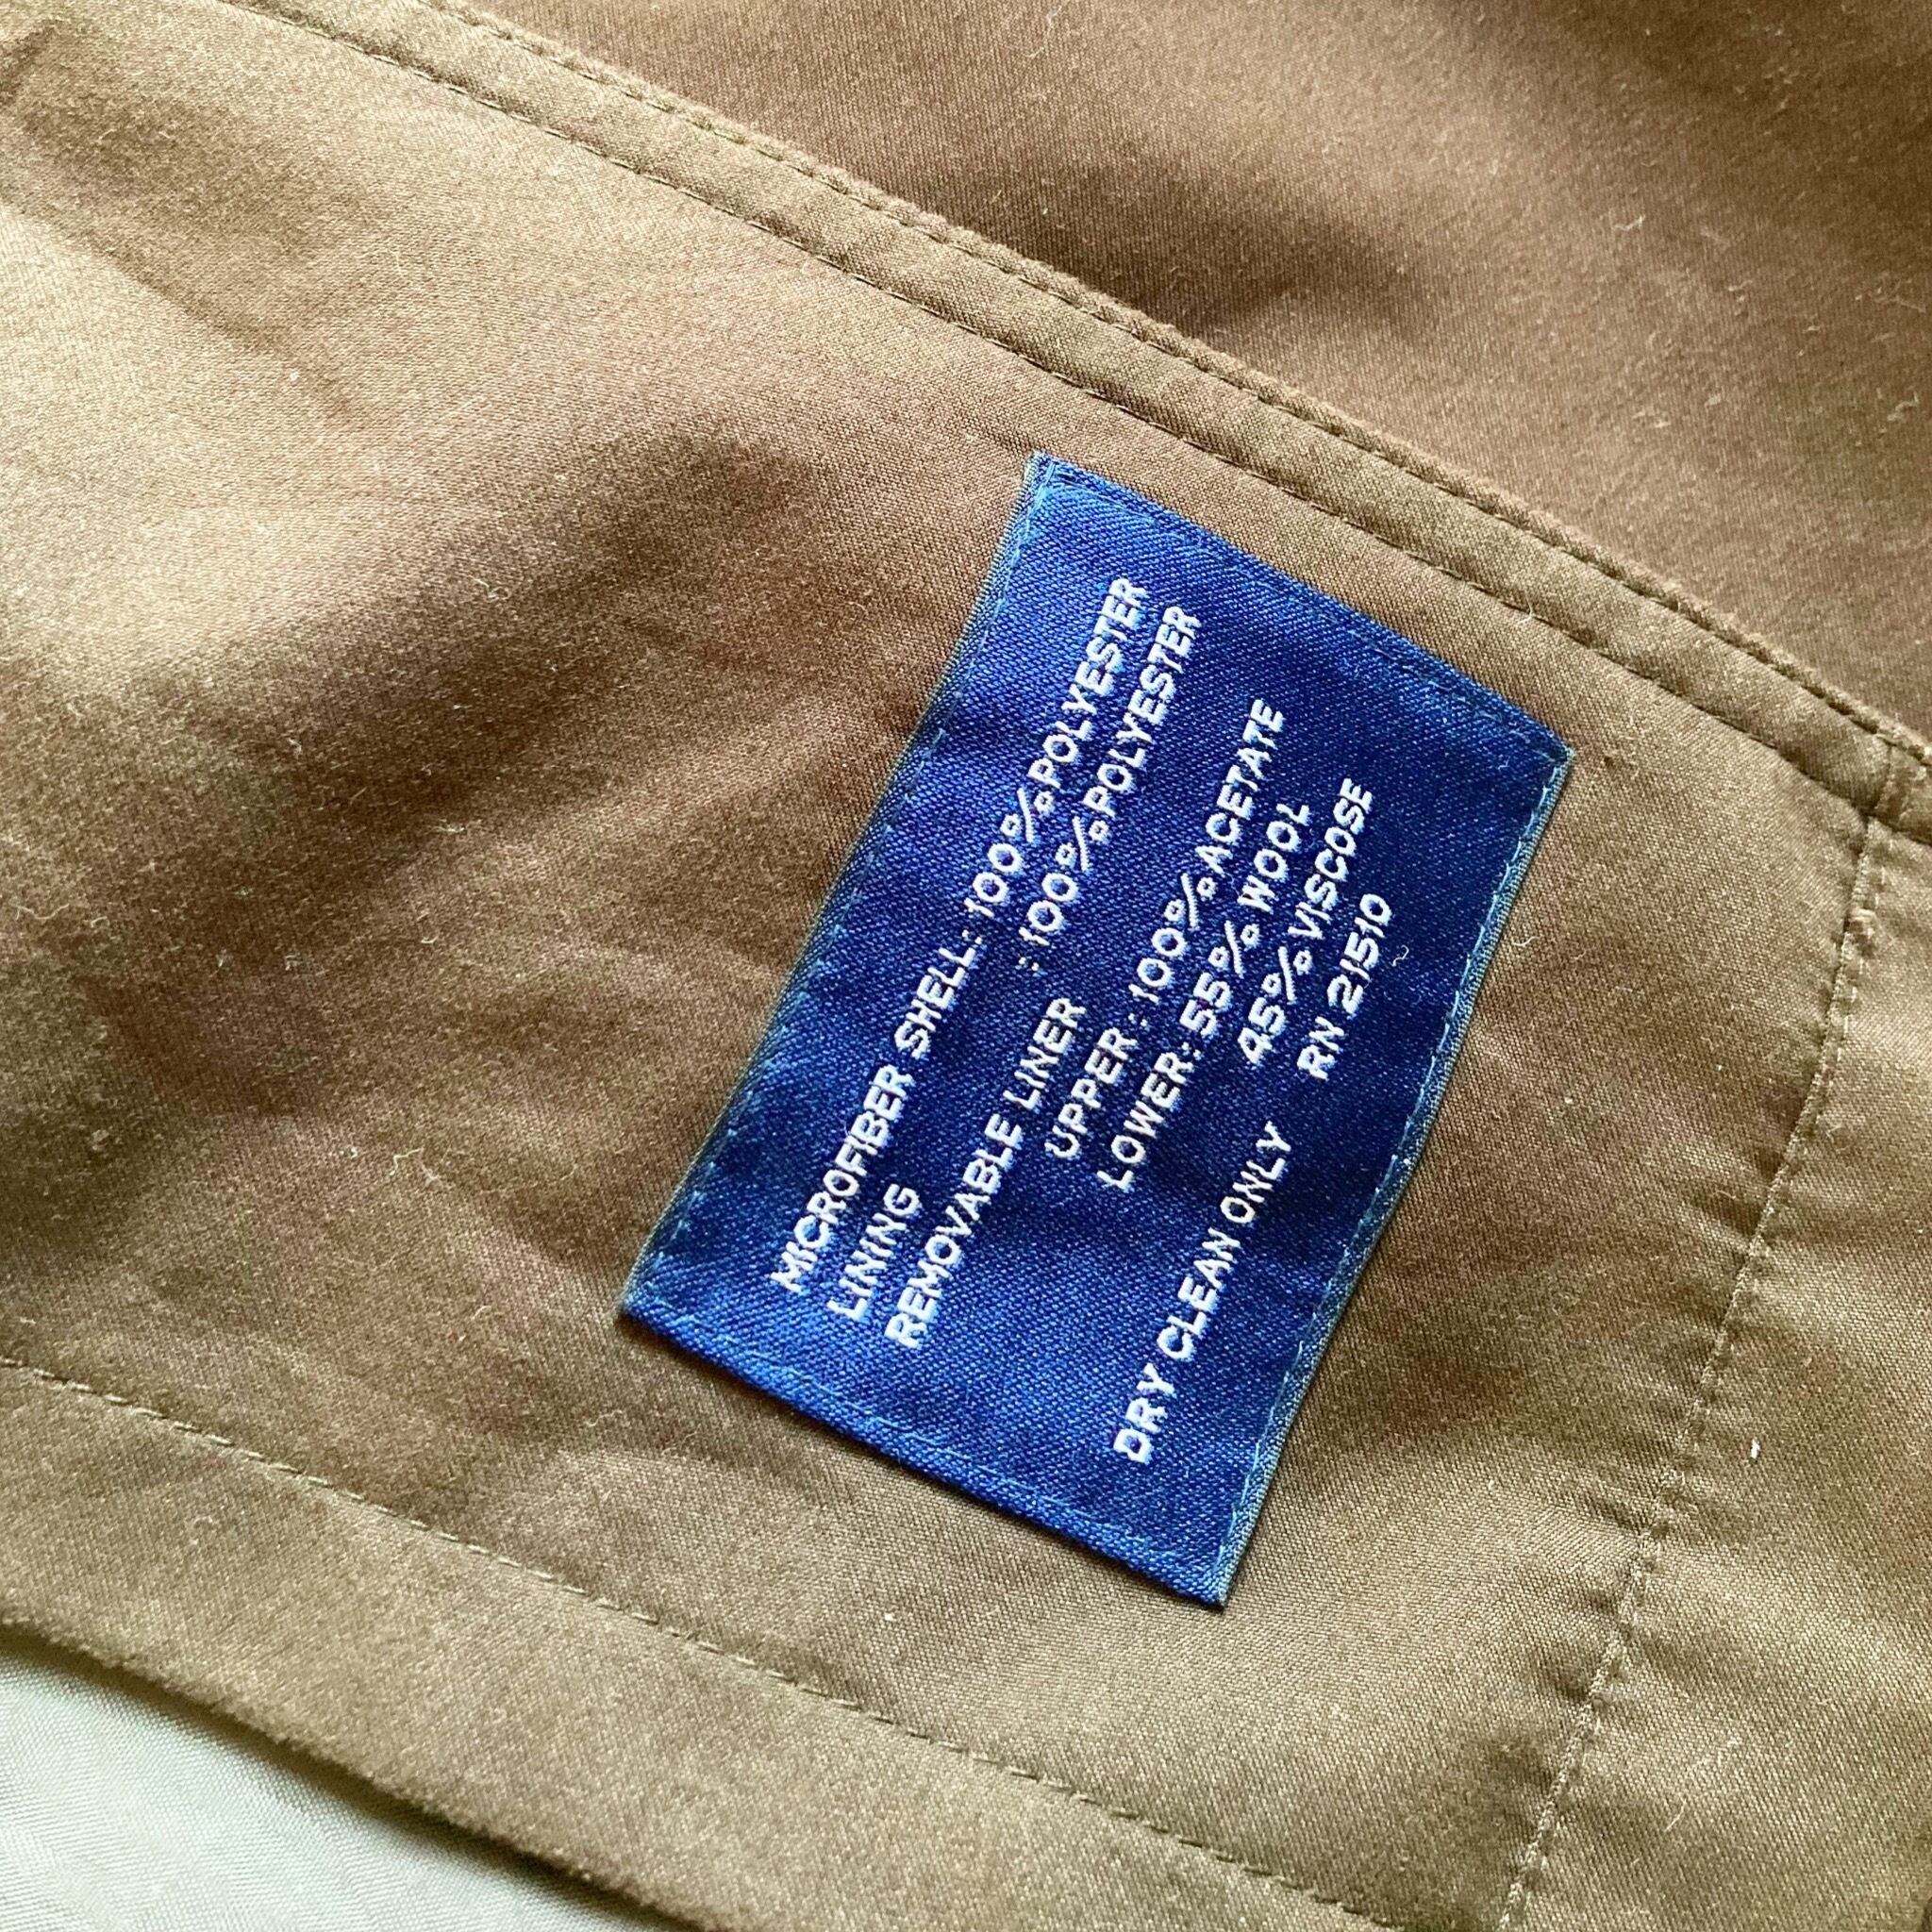 MICROFIBER SHELL: 100% POLYESTER
LINING : 100% POLYESTER
REMOVABLE LINER
UPPER: 100% ACETATE
LOWER: 55% WOOL
45% VISCOSE
DRY CLEAN ONLY RN 21510